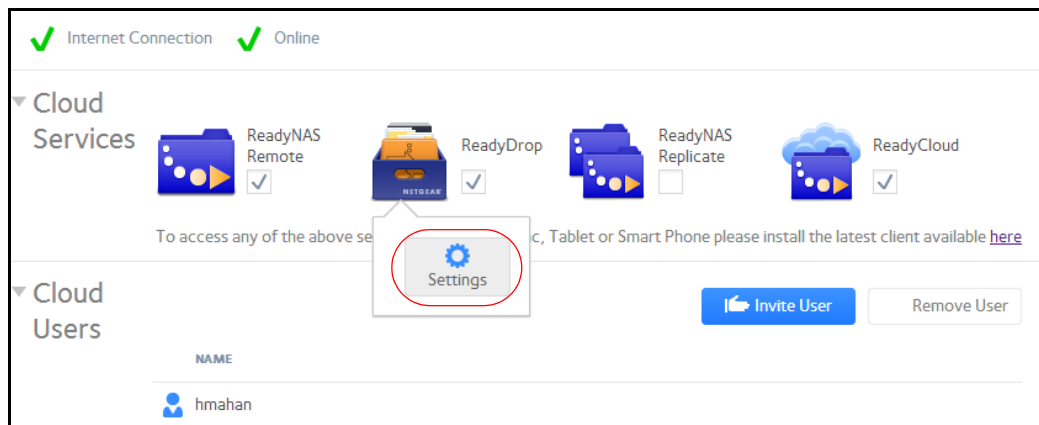 Internet Connection Online
Cloud
Services
ReadyNAS
Remote
NETGEAR
ReadyDrop
ReadyNAS
Replicate
ReadyCloud
To access any of the above se c, Tablet or Smart Phone please install the latest client available here
Settings
Cloud
Users
Invite User Remove User
NAME
hmahan